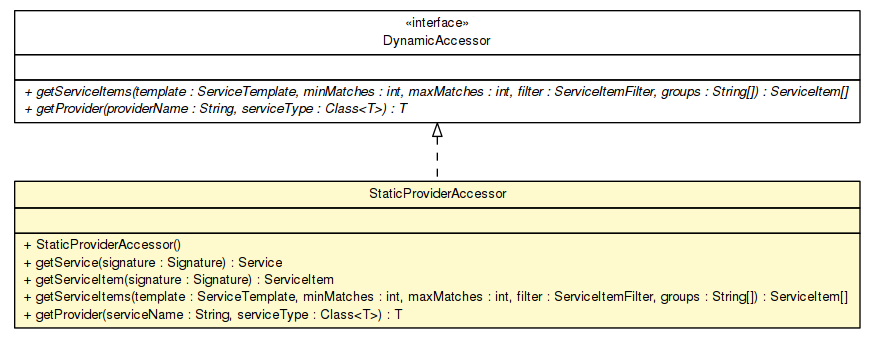 «interface»
DynamicAccessor
+ getServiceItems(template : ServiceTemplate, minMatches : int, maxMatches : int, filter : ServiceItemFilter, groups : String[]) : ServiceItem[]
+ getProvider(providerName : String, serviceType : Class<T>) : T
StaticProviderAccessor
+ StaticProviderAccessor()
+ getService(signature : Signature) : Service
+ getServiceItem(signature : Signature) : ServiceItem
+ getServiceItems(template : ServiceTemplate, minMatches : int, maxMatches : int, filter : ServiceItemFilter, groups : String[]) : ServiceItem[]
+ getProvider(serviceName : String, serviceType : Class<T>) : T